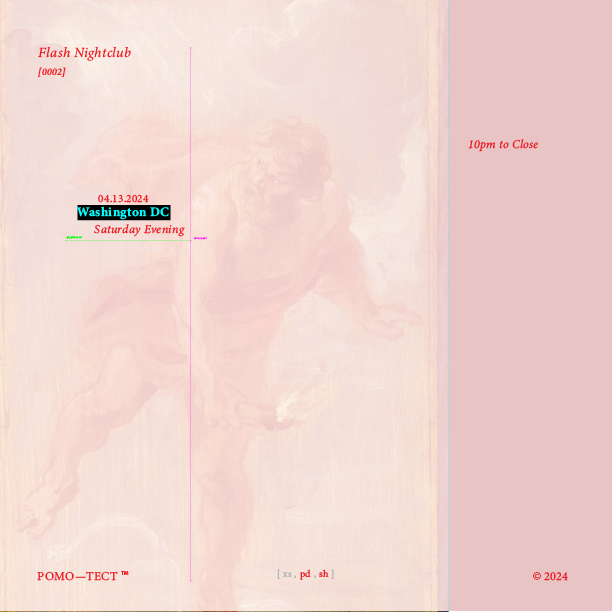 Flash Nightclub
[0002]
10pm to Close
04.13.2024
Washington DC
Saturday Evening
POMO—TECT ™
[ xs , pd , sh ]
© 2024